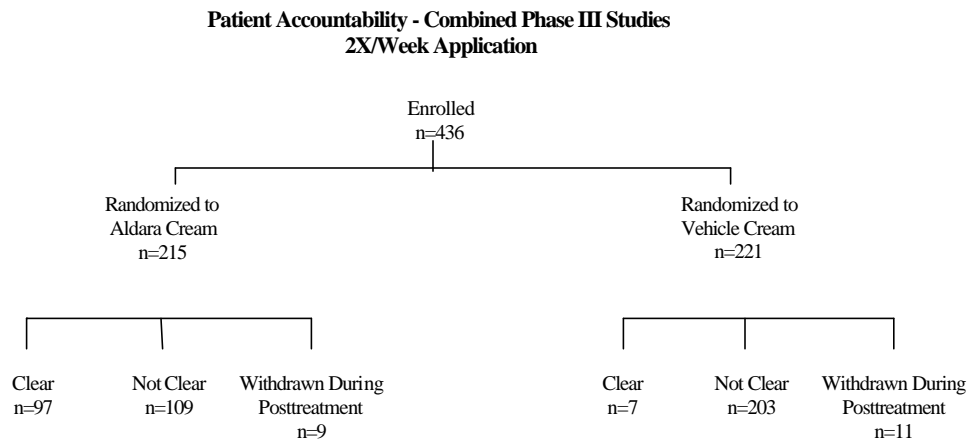 Patient Accountability - Combined Phase III Studies
2X/Week Application
Enrolled
n=436
Randomized to
Aldara Cream
n=215
Randomized to
Vehicle Cream
n=221
Clear
n=97
Not Clear
n=109
Withdrawn During
Posttreatment
n=9
Clear
n=7
Not Clear
n=203
Withdrawn During
Posttreatment
n=11